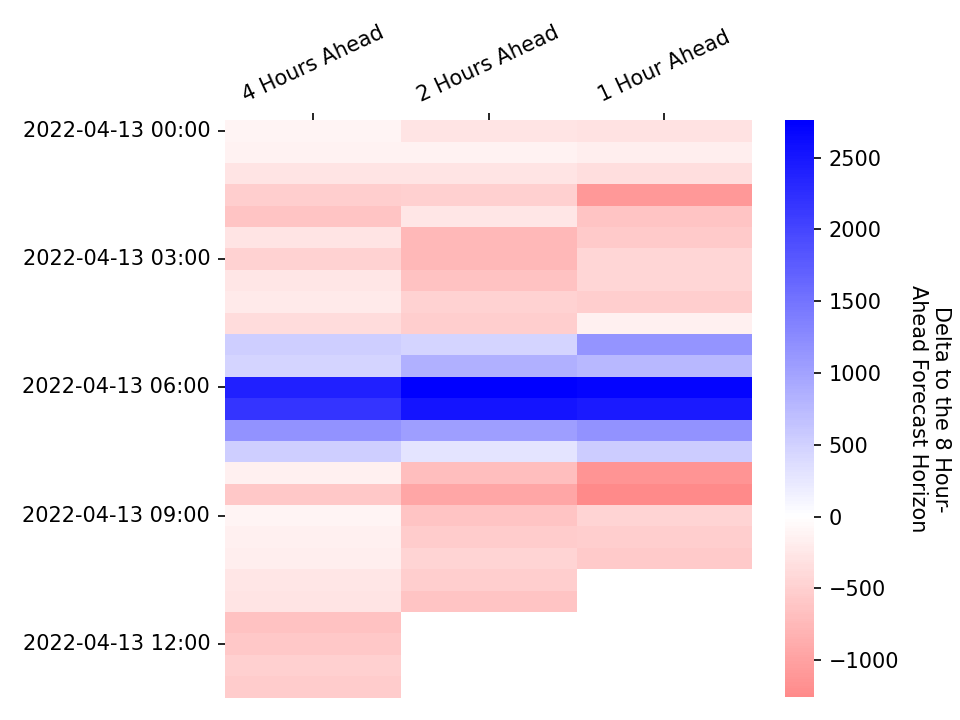 4 Hours Ahead
2 Hours Ahead
1 Hour Ahead
2022-04-13 00:00
2022-04-13 03:00
2022-04-13 06:00
2022-04-13 09:00
2022-04-13 12:00
2500
2000
1500
1000
500
0
−500
−1000
Delta to the 8 Hour-
Ahead Forecast Horizon